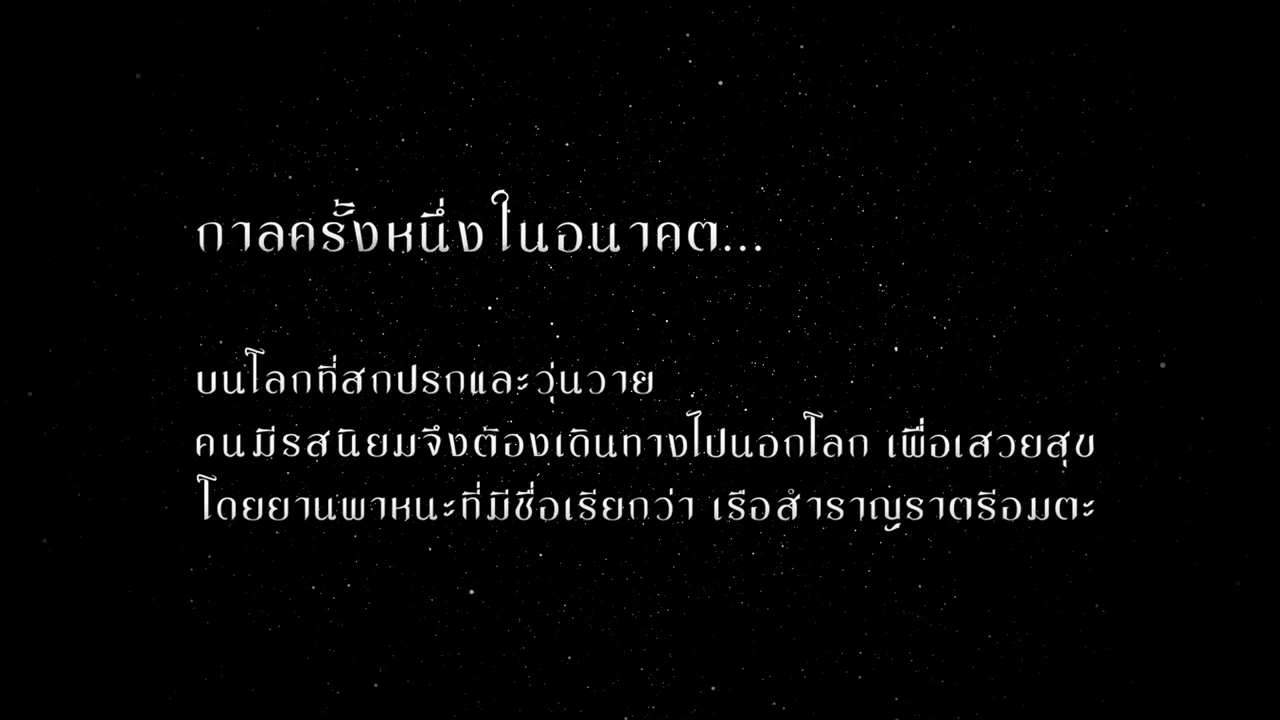 กาลครั้งหนึ่งในอนาคต...
บนโลกที่สกปรกและวุ่นวาย
คนมีรสนิยมจึงต้องเดินทางไปนอกโลก เพื่อเสวยสุข
โดยยานพาหนะที่มีชื่อเรียกว่า เรือสำราญราตรีอมตะ